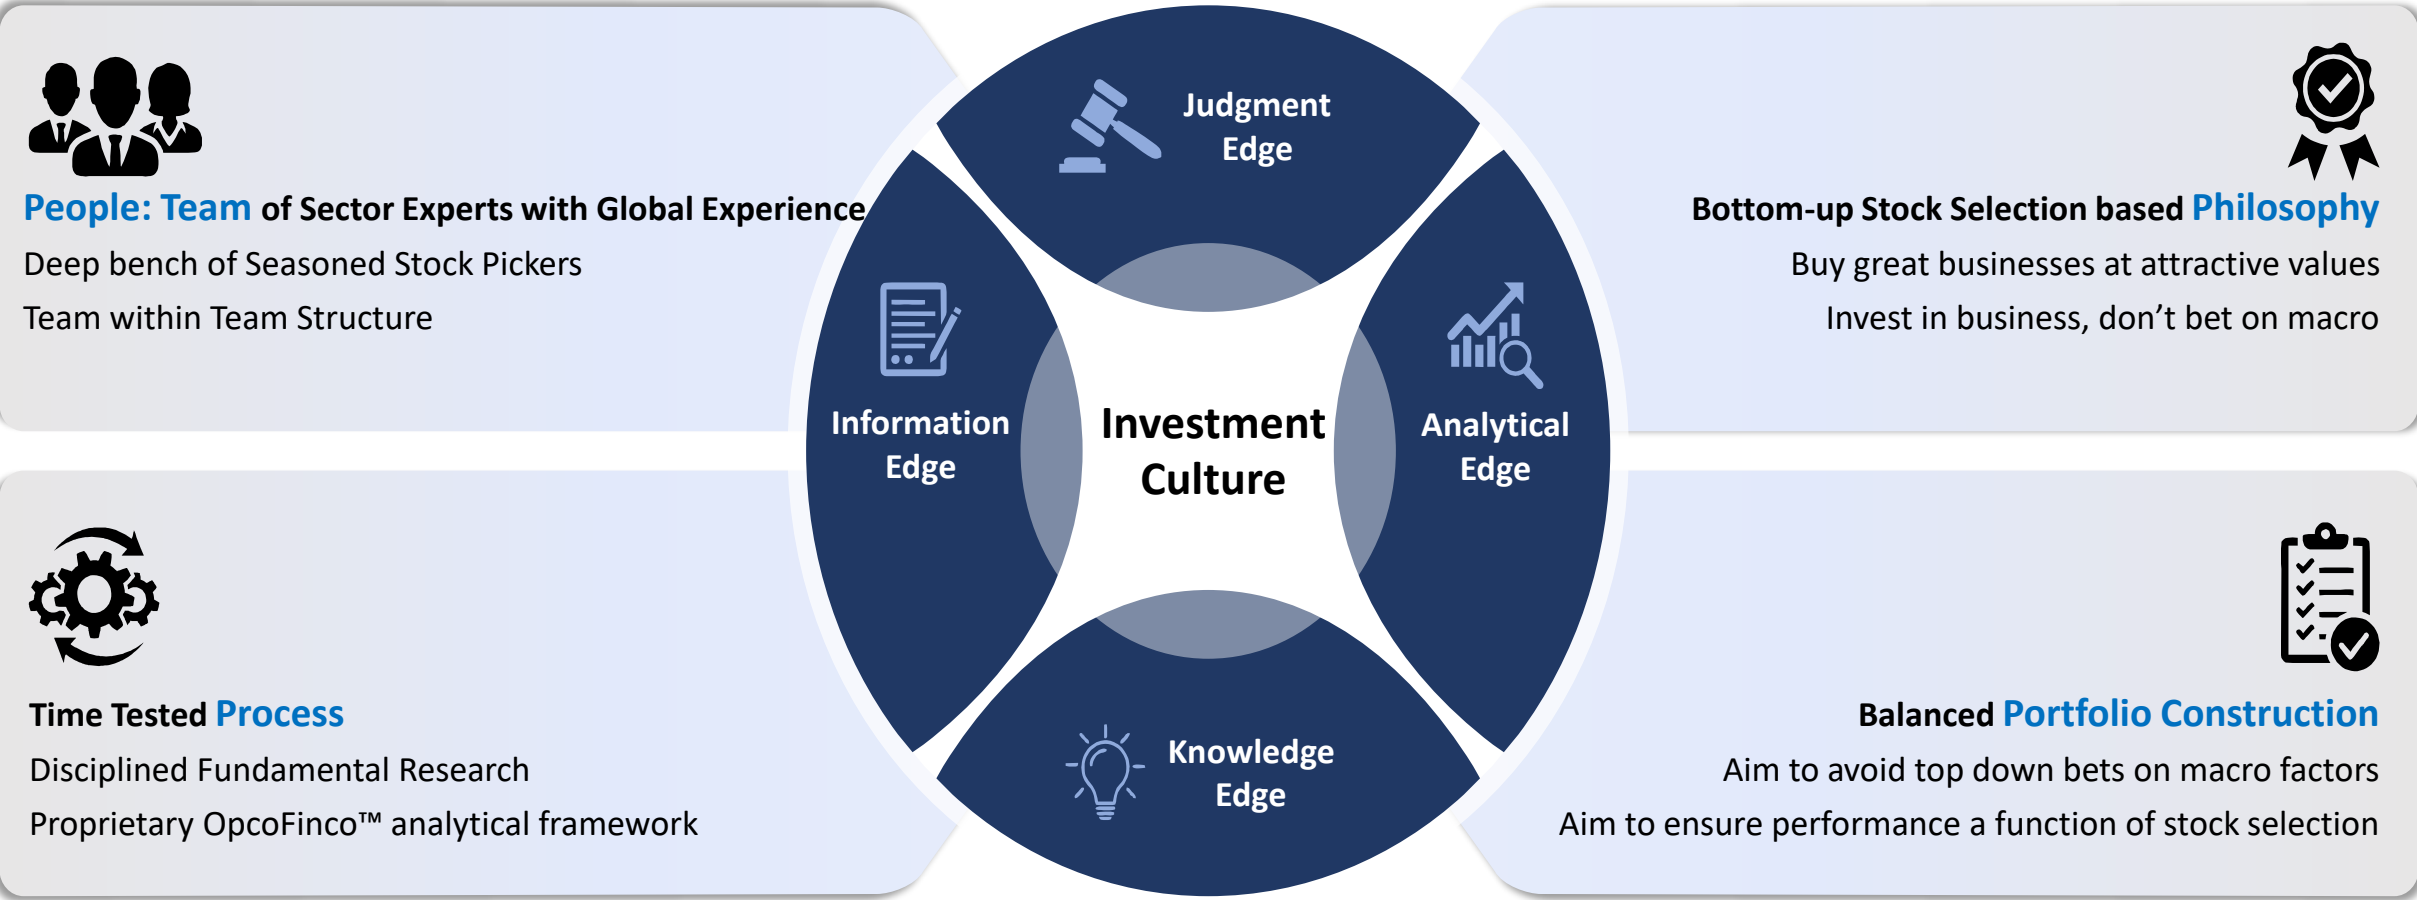 People: Team of Sector Experts with Global Experience
Deep bench of Seasoned Stock Pickers
Team within Team Structure
Judgment
Edge
Bottom-up Stock Selection based Philosophy
Buy great businesses at attractive values
Invest in business, don’t bet on macro
Information
Edge
Investment
Culture
Analytical
Edge
Time Tested Process
Disciplined Fundamental Research
Proprietary OpcoFinco™ analytical framework
Knowledge
Edge
Balanced Portfolio Construction
Aim to avoid top down bets on macro factors
Aim to ensure performance a function of stock selection